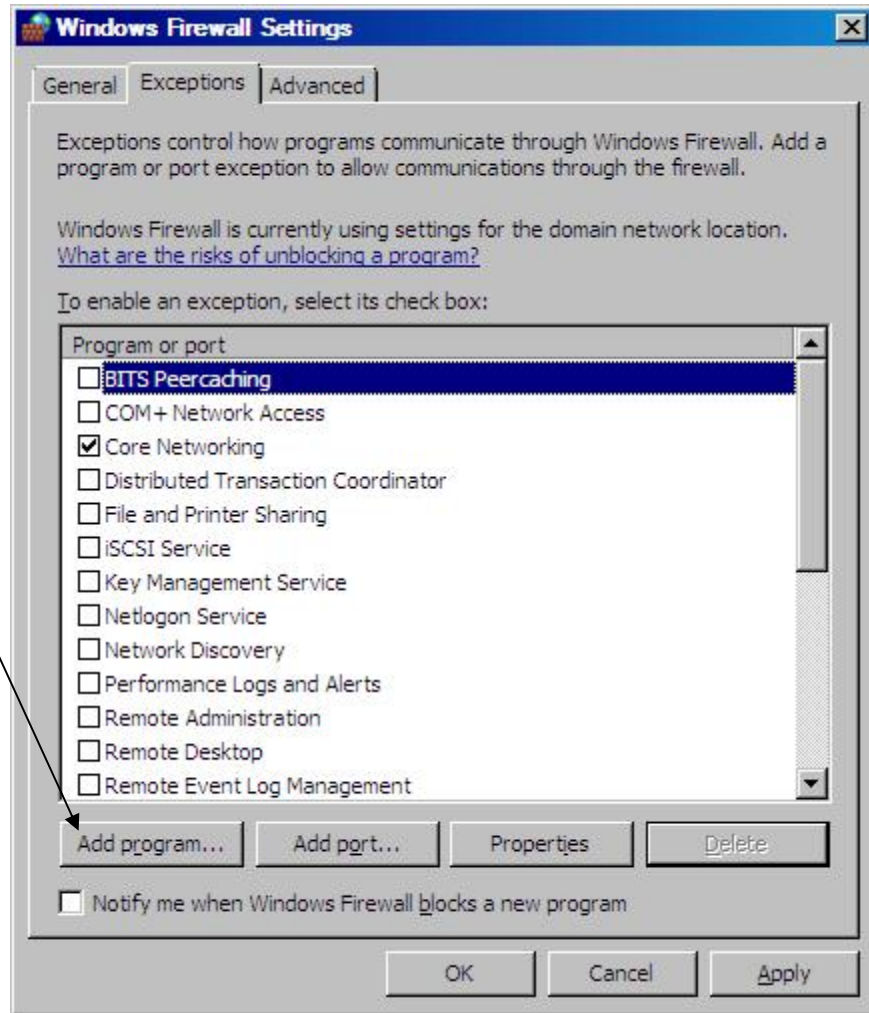 Windows Firewall Settings
General Exceptions Advanced
Exceptions control how programs communicate through Windows Firewall. Add a
program or port exception to allow communications through the firewall.
Windows Firewall is currently using settings for the domain network location.
What are the risks of unblocking a program?
To enable an exception, select its check box:
Program or port
BITS Peercaching
COM+ Network Access
Core Networking
Distributed Transaction Coordinator
File and Printer Sharing
iSCSI Service
Key Management Service
Netlogon Service
Network Discovery
Performance Logs and Alerts
Remote Administration
Remote Desktop
Remote Event Log Management
Add program... Add port... Properties Delete
Notify me when Windows Firewall blocks a new program
OK Cancel Apply